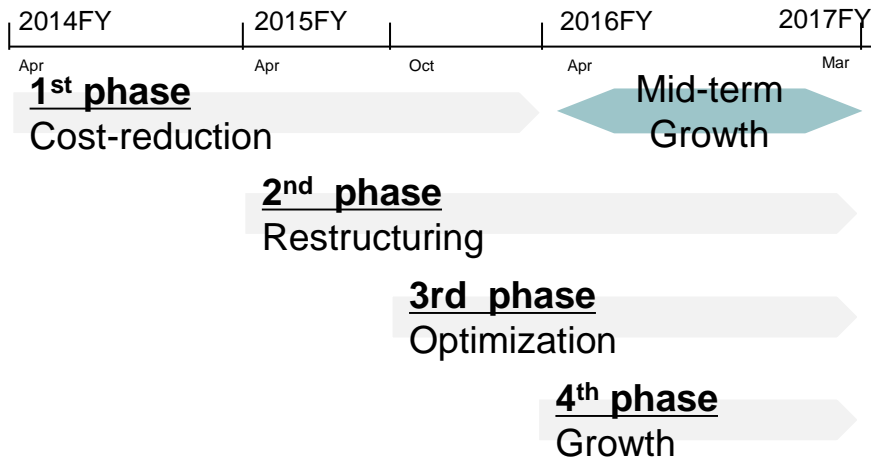 2014FY 2015FY 2016FY 2017FY
Apr Apr Oct Apr Mar
1st phase
Cost-reduction
Mid-term
Growth
2nd phase
Restructuring
3rd phase
Optimization
4th phase
Growth